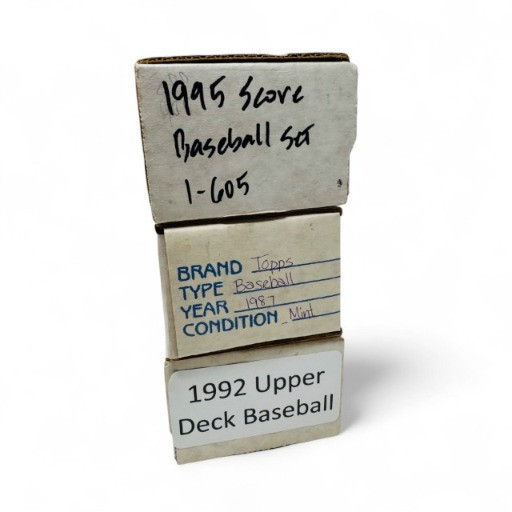 1995 Score
Baseball Set
1-605
BRAND Topps
TYPE Baseball
YEAR 1987
CONDITION Mint
1992 Upper
Deck Baseball